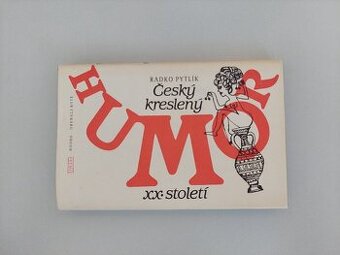 RADKO PYTLÍK
Český
kreslený
HUMOR
xx. století